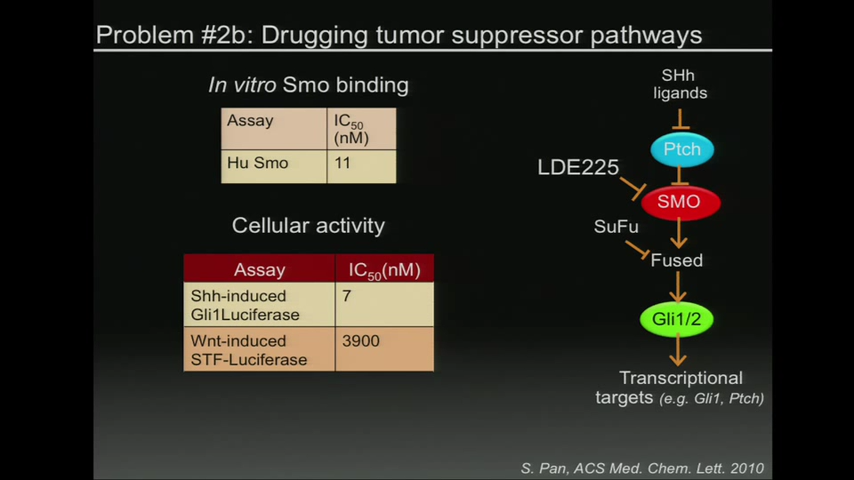 Problem #2b: Drugging tumor suppressor pathways
In vitro Smo binding
Assay
IC50
(nM)
Hu Smo
11
Cellular activity
Assay
IC50(nM)
Shh-induced
Gli1Luciferase
7
Wnt-induced
STF-Luciferase
3900
SHh
ligands
Ptch
LDE225
SMO
SuFu
Fused
Gli1/2
Transcriptional
targets (e.g. Gli1, Ptch)
S. Pan, ACS Med. Chem. Lett. 2010